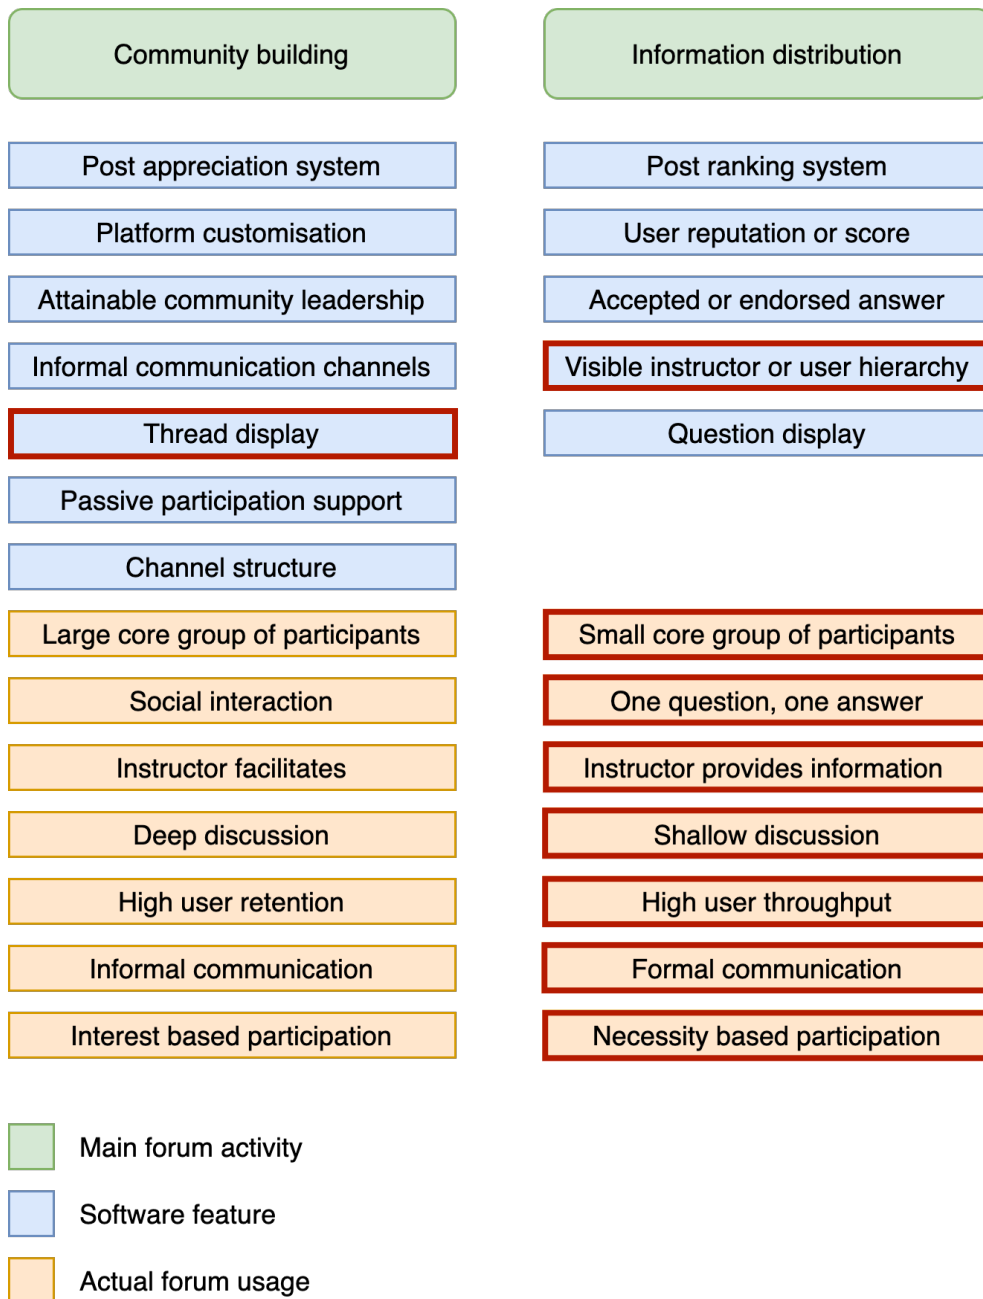 Community building
Information distribution
Post appreciation system
Post ranking system
Platform customisation
User reputation or score
Attainable community leadership
Accepted or endorsed answer
Informal communication channels
Visible instructor or user hierarchy
Thread display
Question display
Passive participation support
Channel structure
Large core group of participants
Small core group of participants
Social interaction
One question, one answer
Instructor facilitates
Instructor provides information
Deep discussion
Shallow discussion
High user retention
High user throughput
Informal communication
Formal communication
Interest based participation
Necessity based participation
Main forum activity
Software feature
Actual forum usage